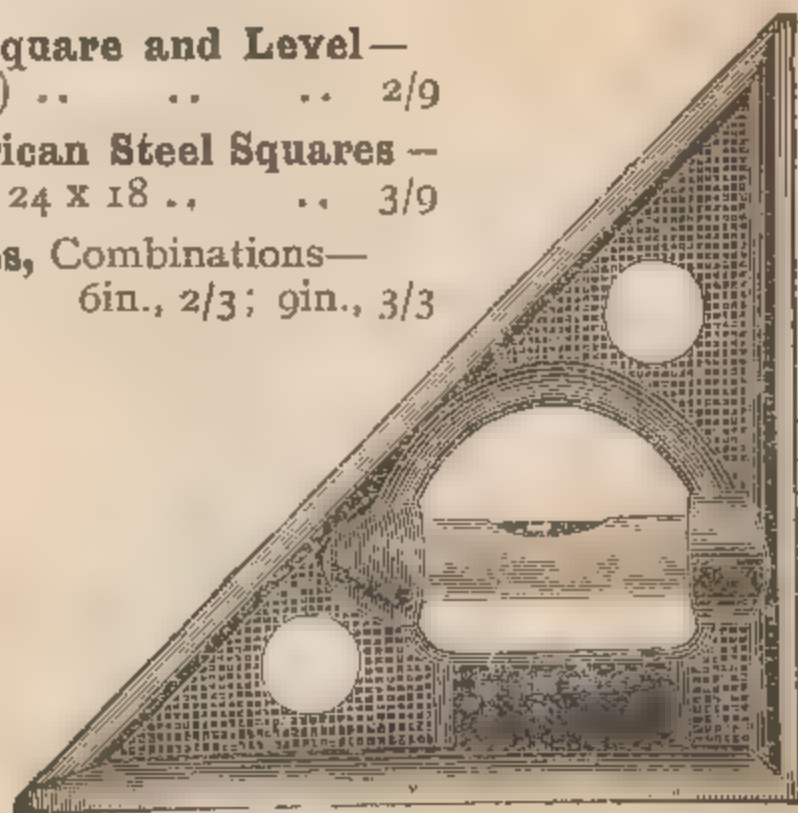 quare and Level—
) .. .. .. 2/9
ican Steel Squares —
24 x 18 .. .. 3/9
s, Combinations—
6in., 2/3; 9in., 3/3